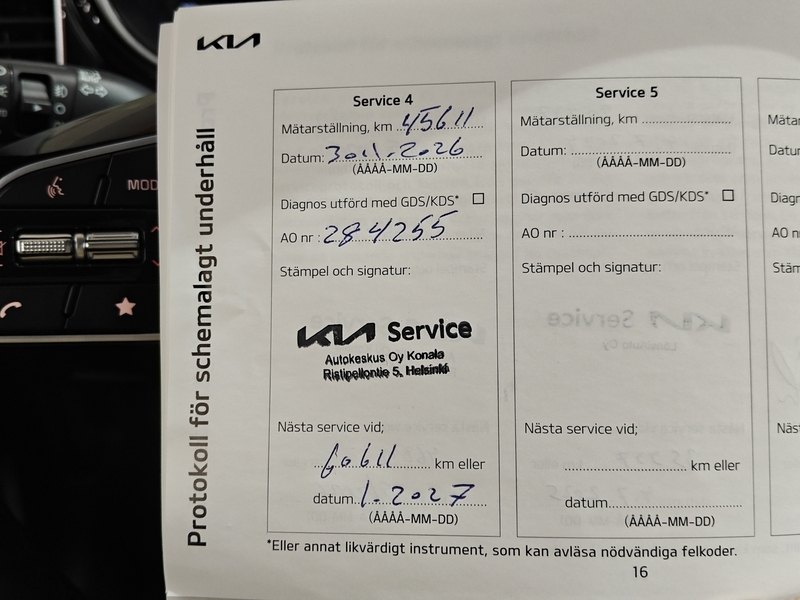 KIA
Protokoll för schemalagt underhåll
Service 4
Mätarställning, km 45611
Datum: 30.1.2026
(ÅÅÅÅ-MM-DD)
Diagnos utförd med GDS/KDS*
AO nr : 284255
Stämpel och signatur:
KIA Service
Autokeskus Oy Konala
Ristipellontie 5, Helsinki
Nästa service vid;
60611 km eller
datum 1.2027
(ÅÅÅÅ-MM-DD)
Service 5
Mätarställning, km
Datum:
(ÅÅÅÅ-MM-DD)
Diagnos utförd med GDS/KDS*
AO nr :
Stämpel och signatur:
Nästa service vid;
km eller
datum
(ÅÅÅÅ-MM-DD)
*Eller annat likvärdigt instrument, som kan avläsa nödvändiga felkoder.
16